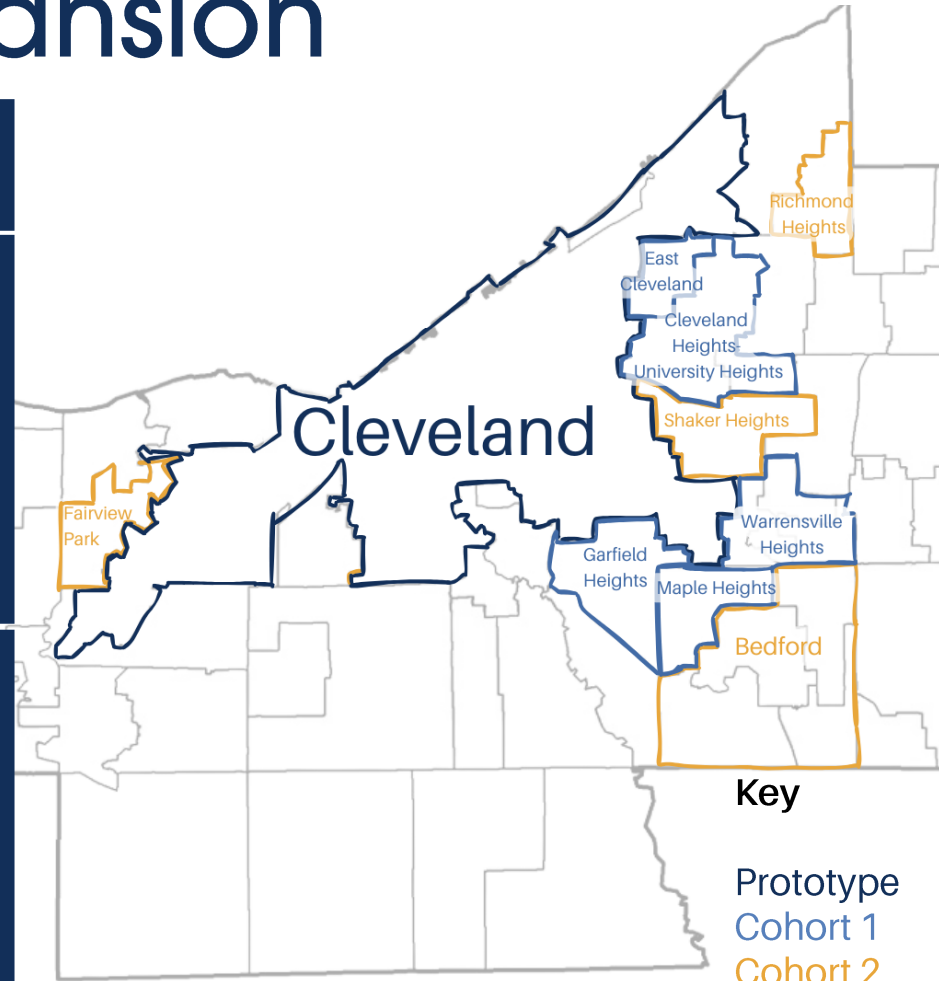 ansion
Richmond
Heights
East
Cleveland
Cleveland
Heights-
University Heights
Shaker Heights
Cleveland
Fairview
Park
Warrensville
Heights
Garfield
Heights
Maple Heights
Bedford
Key
Prototype
Cohort 1
Cohort 2